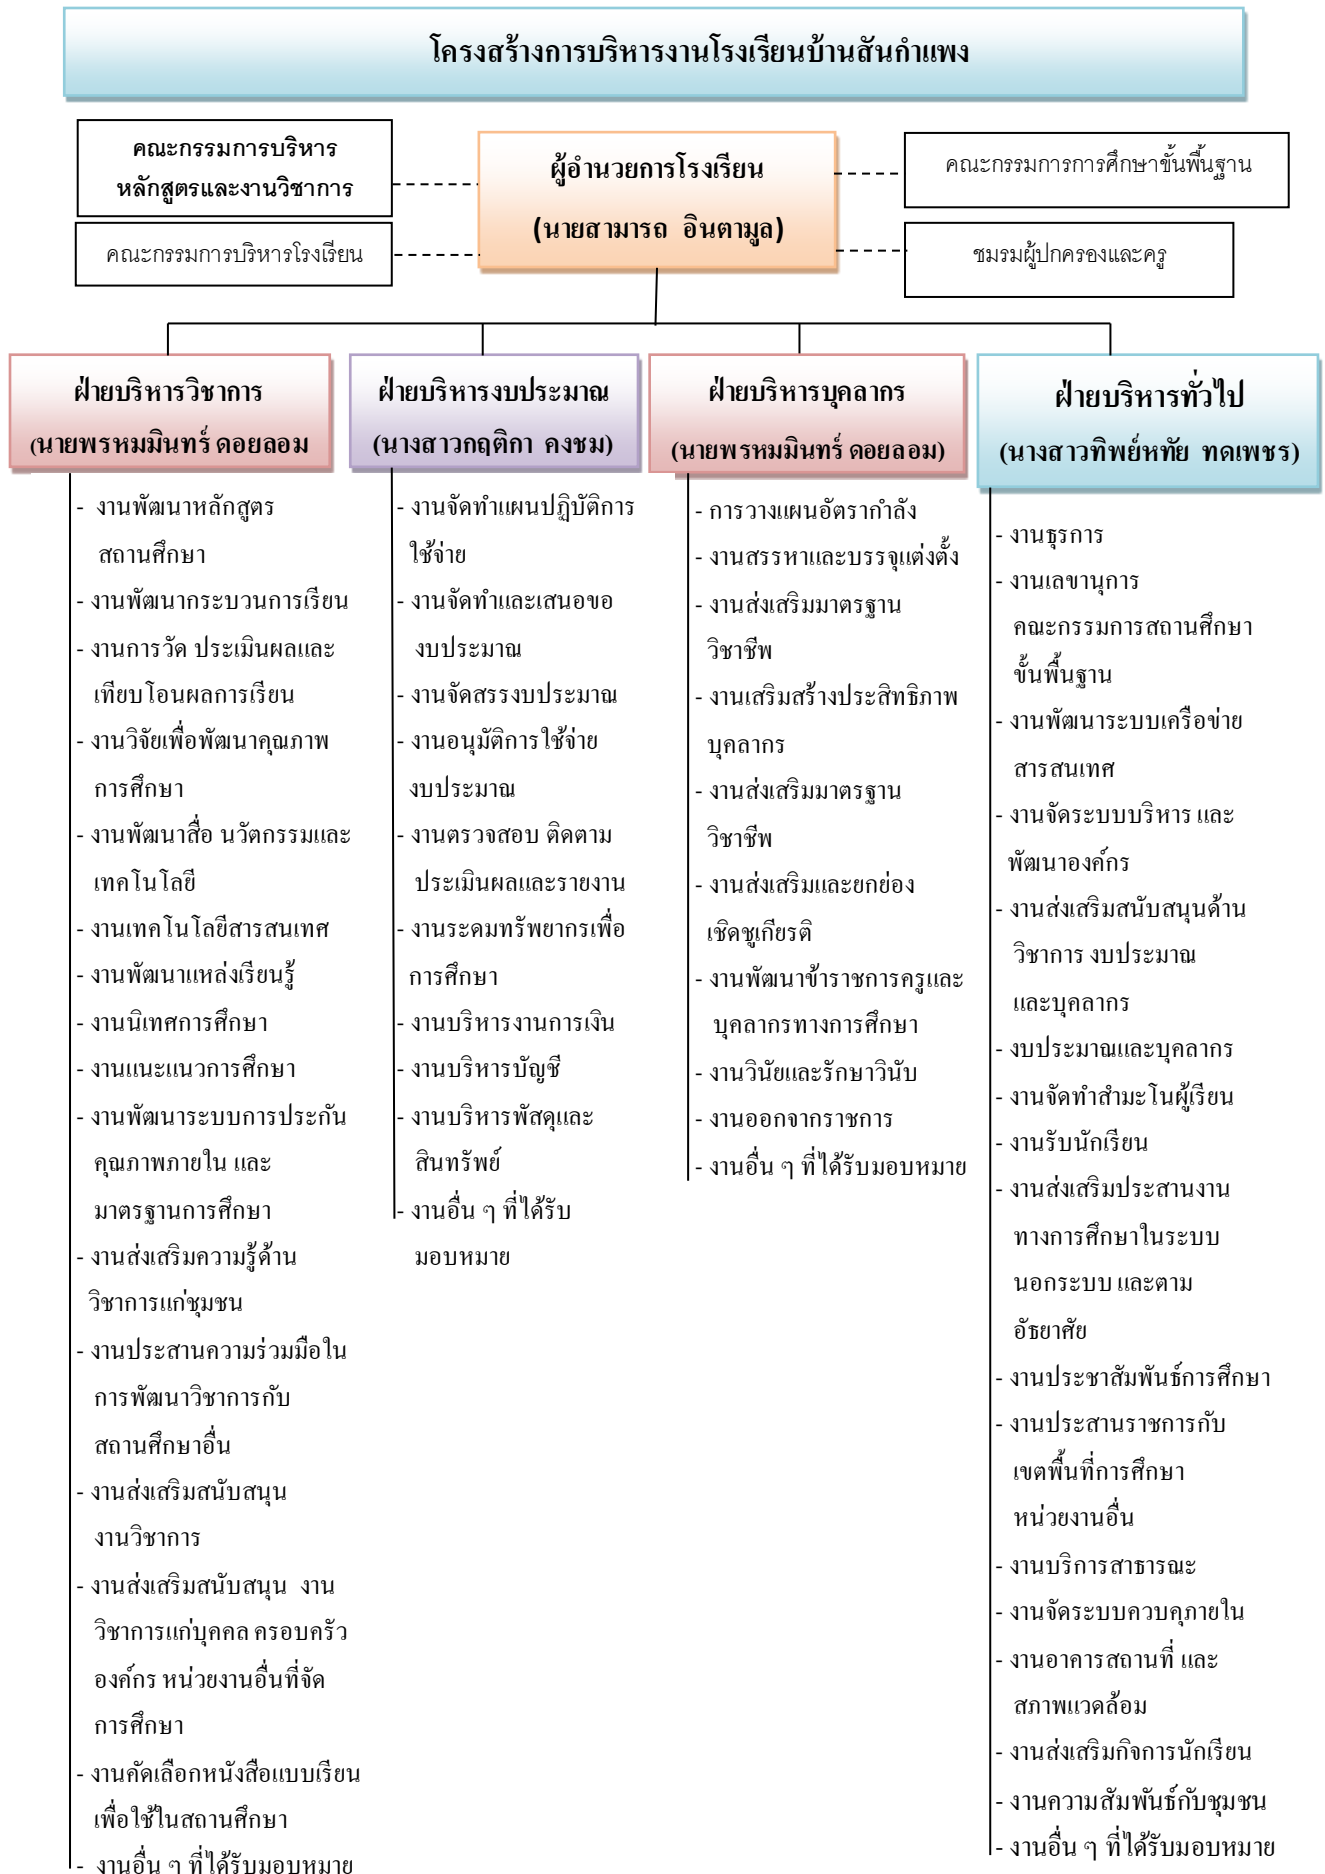 โครงสร้างการบริหารงานโรงเรียนบ้านสันกำแพง
คณะกรรมการบริหาร
หลักสูตรและงานวิชาการ
คณะกรรมการบริหารโรงเรียน
ผู้อำนวยการโรงเรียน
(นายสามารถ อินตามูล)
คณะกรรมการการศึกษาขั้นพื้นฐาน
ชมรมผู้ปกครองและครู
ฝ่ายบริหารวิชาการ
(นายพรหมมินทร์ ดอยลอม
- งานพัฒนาหลักสูตร
สถานศึกษา
- งานพัฒนากระบวนการเรียน
- งานการวัด ประเมินผลและ
เทียบโอนผลการเรียน
- งานวิจัยเพื่อพัฒนาคุณภาพ
การศึกษา
- งานพัฒนาสื่อ นวัตกรรมและ
เทคโนโลยี
- งานเทคโนโลยีสารสนเทศ
- งานพัฒนาแหล่งเรียนรู้
- งานนิเทศการศึกษา
- งานแนะแนวการศึกษา
- งานพัฒนาระบบการประกัน
คุณภาพภายใน และ
มาตรฐานการศึกษา
- งานส่งเสริมความรู้ด้าน
วิชาการแก่ชุมชน
- งานประสานความร่วมมือใน
การพัฒนาวิชาการกับ
สถานศึกษาอื่น
- งานส่งเสริมสนับสนุน
งานวิชาการ
- งานส่งเสริมสนับสนุน งาน
วิชาการแก่บุคคล ครอบครัว
องค์กร หน่วยงานอื่นที่จัด
การศึกษา
- งานคัดเลือกหนังสือแบบเรียน
เพื่อใช้ในสถานศึกษา
- งานอื่น ๆ ที่ได้รับมอบหมาย
ฝ่ายบริหารงบประมาณ
(นางสาวกฤติกา คงชม)
- งานจัดทำแผนปฏิบัติการ
ใช้จ่าย
- งานจัดทำและเสนอขอ
งบประมาณ
- งานจัดสรรงบประมาณ
- งานอนุมัติการใช้จ่าย
งบประมาณ
- งานตรวจสอบ ติดตาม
ประเมินผลและรายงาน
- งานระดมทรัพยากรเพื่อ
การศึกษา
- งานบริหารงานการเงิน
- งานบริหารบัญชี
- งานบริหารพัสดุและ
สินทรัพย์
- งานอื่น ๆ ที่ได้รับ
มอบหมาย
ฝ่ายบริหารบุคลากร
(นายพรหมมินทร์ ดอยลอม)
- การวางแผนอัตรากำลัง
- งานสรรหาและบรรจุแต่งตั้ง
- งานส่งเสริมมาตรฐาน
วิชาชีพ
- งานเสริมสร้างประสิทธิภาพ
บุคลากร
- งานส่งเสริมมาตรฐาน
วิชาชีพ
- งานส่งเสริมและยกย่อง
เชิดชูเกียรติ
- งานพัฒนาข้าราชการครูและ
บุคลากรทางการศึกษา
- งานวินัยและรักษาวินับ
- งานออกจากราชการ
- งานอื่น ๆ ที่ได้รับมอบหมาย
ฝ่ายบริหารทั่วไป
(นางสาวทิพย์หทัย ทดเพชร)
- งานธุรการ
- งานเลขานุการ
คณะกรรมการสถานศึกษา
ขั้นพื้นฐาน
- งานพัฒนาระบบเครือข่าย
สารสนเทศ
- งานจัดระบบบริหาร และ
พัฒนาองค์กร
- งานส่งเสริมสนับสนุนด้าน
วิชาการ งบประมาณ
และบุคลากร
- งบประมาณและบุคลากร
- งานจัดทำสำมะโนผู้เรียน
- งานรับนักเรียน
- งานส่งเสริมประสานงาน
ทางการศึกษาในระบบ
นอกระบบ และตาม
อัธยาศัย
- งานประชาสัมพันธ์การศึกษา
- งานประสานราชการกับ
เขตพื้นที่การศึกษา
หน่วยงานอื่น
- งานบริการสาธารณะ
- งานจัดระบบควบคุภายใน
- งานอาคารสถานที่ และ
สภาพแวดล้อม
- งานส่งเสริมกิจการนักเรียน
- งานความสัมพันธ์กับชุมชน
- งานอื่น ๆ ที่ได้รับมอบหมาย